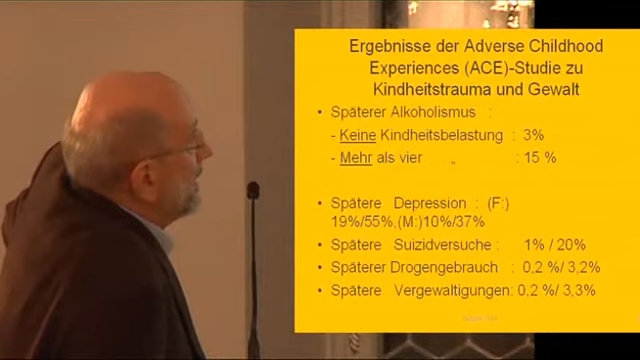 Ergebnisse der Adverse Childhood
Experiences (ACE)-Studie zu
Kindheitstrauma und Gewalt
• Späterer Alkoholismus :
- Keine Kindheitsbelastung : 3%
- Mehr als vier „ : 15 %
• Spätere Depression : (F:)
19%/55%,(M:)10%/37%
• Spätere Suizidversuche : 1% / 20%
• Späterer Drogengebrauch : 0,2 %/ 3,2%
• Spätere Vergewaltigungen: 0,2 %/ 3,3%